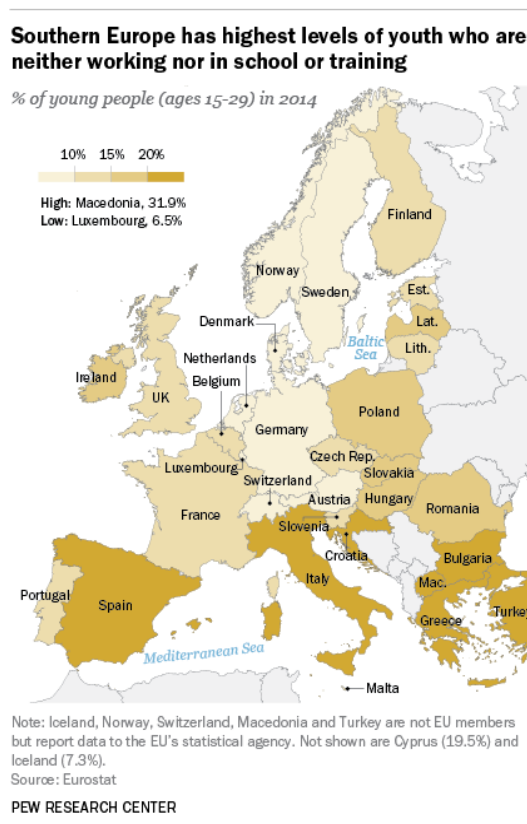 Southern Europe has highest levels of youth who are
neither working nor in school or training
% of young people (ages 15-29) in 2014
10% 15% 20%
High: Macedonia, 31.9%
Low: Luxembourg, 6.5%
Finland
Norway
Sweden
Est.
Denmark
Lat.
Baltic
Sea
Lith.
Netherlands
Ireland
Belgium
UK
Poland
Germany
Czech Rep.
Luxembourg
Slovakia
Switzerland
Austria
Hungary
Romania
France
Slovenia
Croatia
Bulgaria
Italy
Mac.
Portugal
Spain
Greece
Turkey
Mediterranean Sea
Malta
Note: Iceland, Norway, Switzerland, Macedonia and Turkey are not EU members
but report data to the EU's statistical agency. Not shown are Cyprus (19.5%) and
Iceland (7.3%).
Source: Eurostat
PEW RESEARCH CENTER